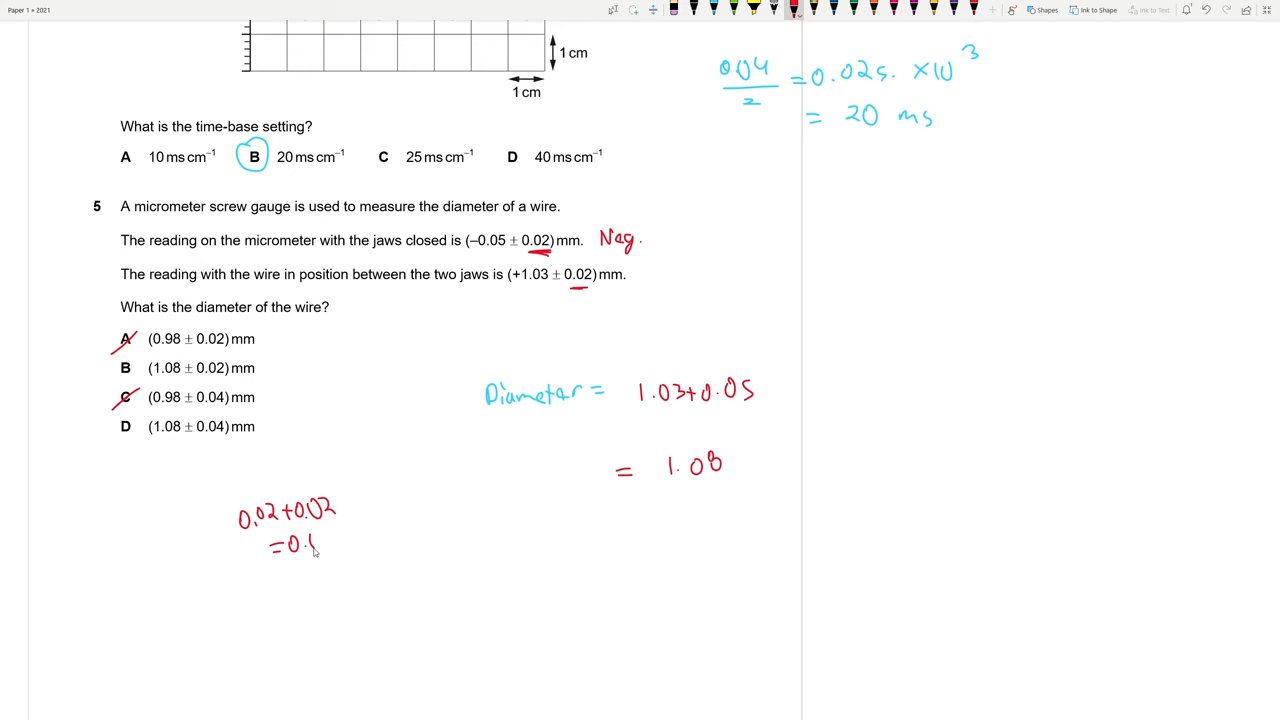 Paper 1 » 2021
Shapes
Ink to Shape
Ink to Text
1 cm
1 cm
0.04
2
= 0.02 s. × 10³
= 20 ms
What is the time-base setting?
A 10 ms cm⁻¹ B 20 ms cm⁻¹ C 25 ms cm⁻¹ D 40 ms cm⁻¹
5 A micrometer screw gauge is used to measure the diameter of a wire.
The reading on the micrometer with the jaws closed is (–0.05 ± 0.02) mm. Neg.
The reading with the wire in position between the two jaws is (+1.03 ± 0.02) mm.
What is the diameter of the wire?
A (0.98 ± 0.02) mm
B (1.08 ± 0.02) mm
C (0.98 ± 0.04) mm
D (1.08 ± 0.04) mm
Diameter = 1.03+0.05
= 1.08
0.02+0.02
=0.